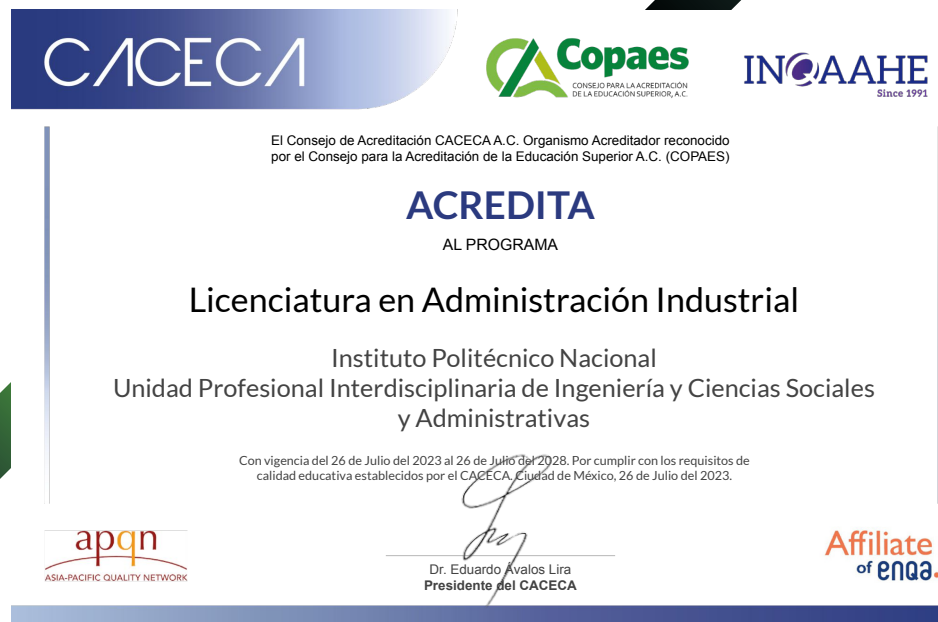 CACECA
Copaes
CONSEJO PARA LA ACREDITACIÓN
DE LA EDUCACIÓN SUPERIOR, A.C.
INQAAHE
Since 1991
El Consejo de Acreditación CACECA A.C. Organismo Acreditador reconocido
por el Consejo para la Acreditación de la Educación Superior A.C. (COPAES)
ACREDITA
AL PROGRAMA
Licenciatura en Administración Industrial
Instituto Politécnico Nacional
Unidad Profesional Interdisciplinaria de Ingeniería y Ciencias Sociales
y Administrativas
Con vigencia del 26 de Julio del 2023 al 26 de Julio del 2028. Por cumplir con los requisitos de
calidad educativa establecidos por el CACECA. Ciudad de México, 26 de Julio del 2023.
apqn
ASIA-PACIFIC QUALITY NETWORK
Dr. Eduardo Ávalos Lira
Presidente del CACECA
Affiliate
of enqa.